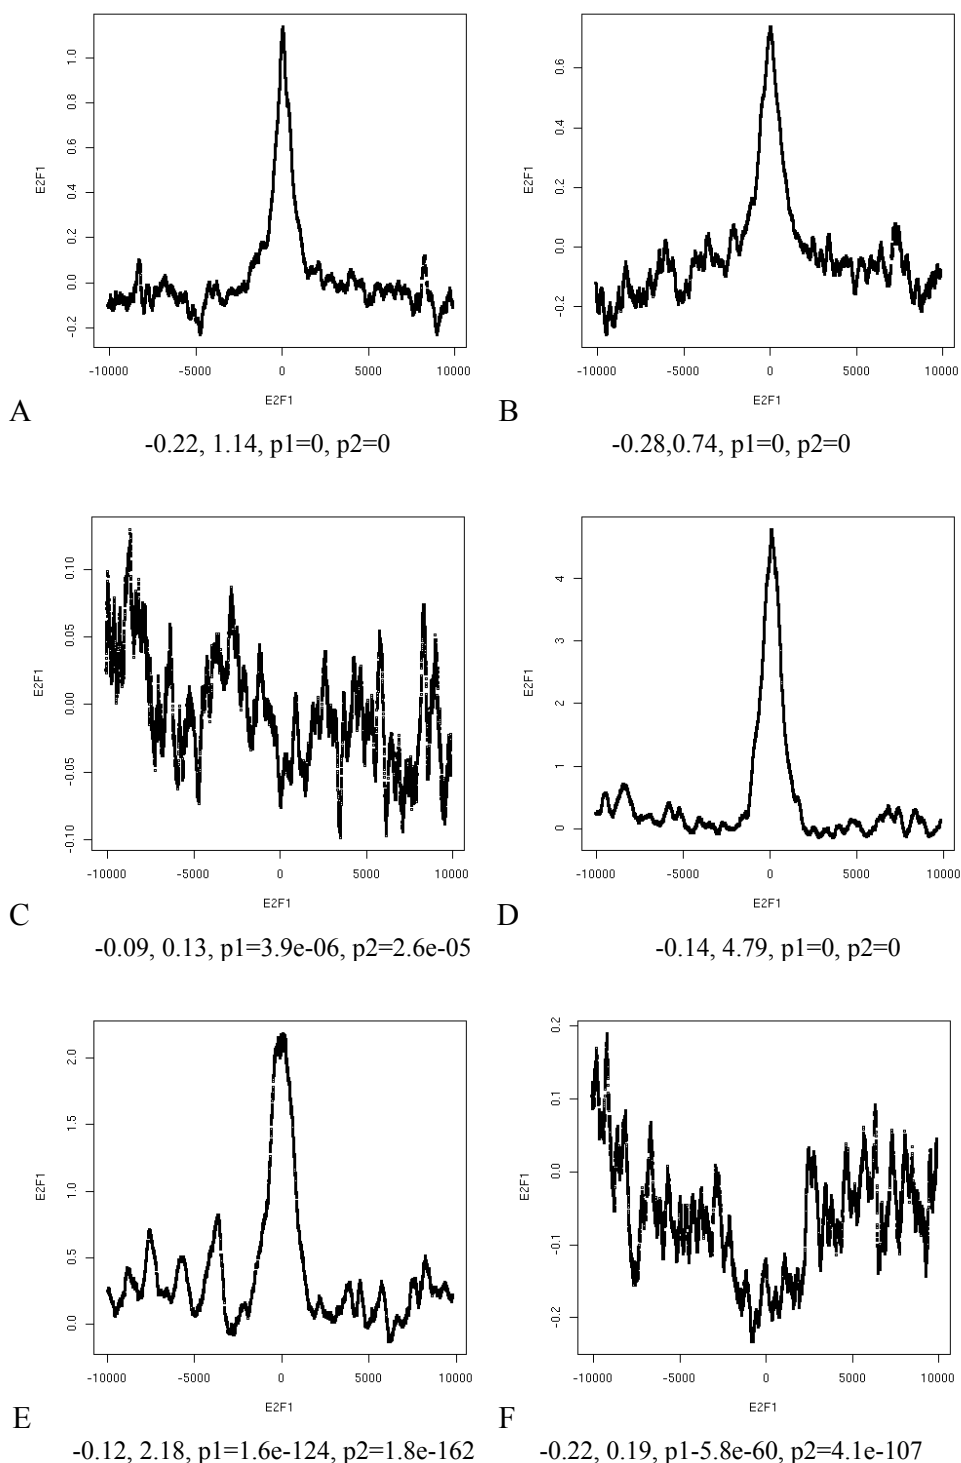 1.0
0.8
0.6
0.4
0.2
0.0
-0.2
E2F1
-10000 -5000 0 5000 10000
E2F1
A
-0.22, 1.14, p1=0, p2=0
0.6
0.4
0.2
0.0
-0.2
E2F1
-10000 -5000 0 5000 10000
E2F1
B
-0.28,0.74, p1=0, p2=0
0.10
0.05
0.00
-0.05
-0.10
E2F1
-10000 -5000 0 5000 10000
E2F1
C
-0.09, 0.13, p1=3.9e-06, p2=2.6e-05
4
3
2
1
0
E2F1
-10000 -5000 0 5000 10000
E2F1
D
-0.14, 4.79, p1=0, p2=0
2.0
1.5
1.0
0.5
0.0
E2F1
-10000 -5000 0 5000 10000
E2F1
E
-0.12, 2.18, p1=1.6e-124, p2=1.8e-162
0.2
0.1
0.0
-0.1
-0.2
E2F1
-10000 -5000 0 5000 10000
E2F1
F
-0.22, 0.19, p1-5.8e-60, p2=4.1e-107